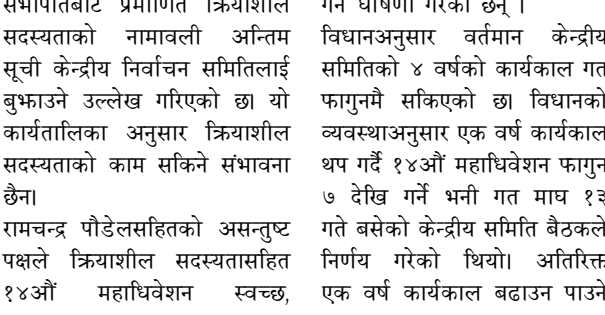 सभापतिबाट प्रमाणित क्रियाशील
सदस्यताको नामावली अन्तिम
सूची केन्द्रीय निर्वाचन समितिलाई
बुझाउने उल्लेख गरिएको छ। यो
कार्यतालिका अनुसार क्रियाशील
सदस्यताको काम सकिने संभावना
छैन।
रामचन्द्र पौडेलसहितको असन्तुष्ट
पक्षले क्रियाशील सदस्यतासहित
१४औं महाधिवेशन स्वच्छ,
गर्ने घोषणा गरेका छन् ।
विधानअनुसार वर्तमान केन्द्रीय
समितिको ४ वर्षको कार्यकाल गत
फागुनमै सकिएको छ। विधानको
व्यवस्थाअनुसार एक वर्ष कार्यकाल
थप गर्दै १४औं महाधिवेशन फागुन
७ देखि गर्ने भनी गत माघ १३
गते बसेको केन्द्रीय समिति बैठकले
निर्णय गरेको थियो। अतिरिक्त
एक वर्ष कार्यकाल बढाउन पाउने